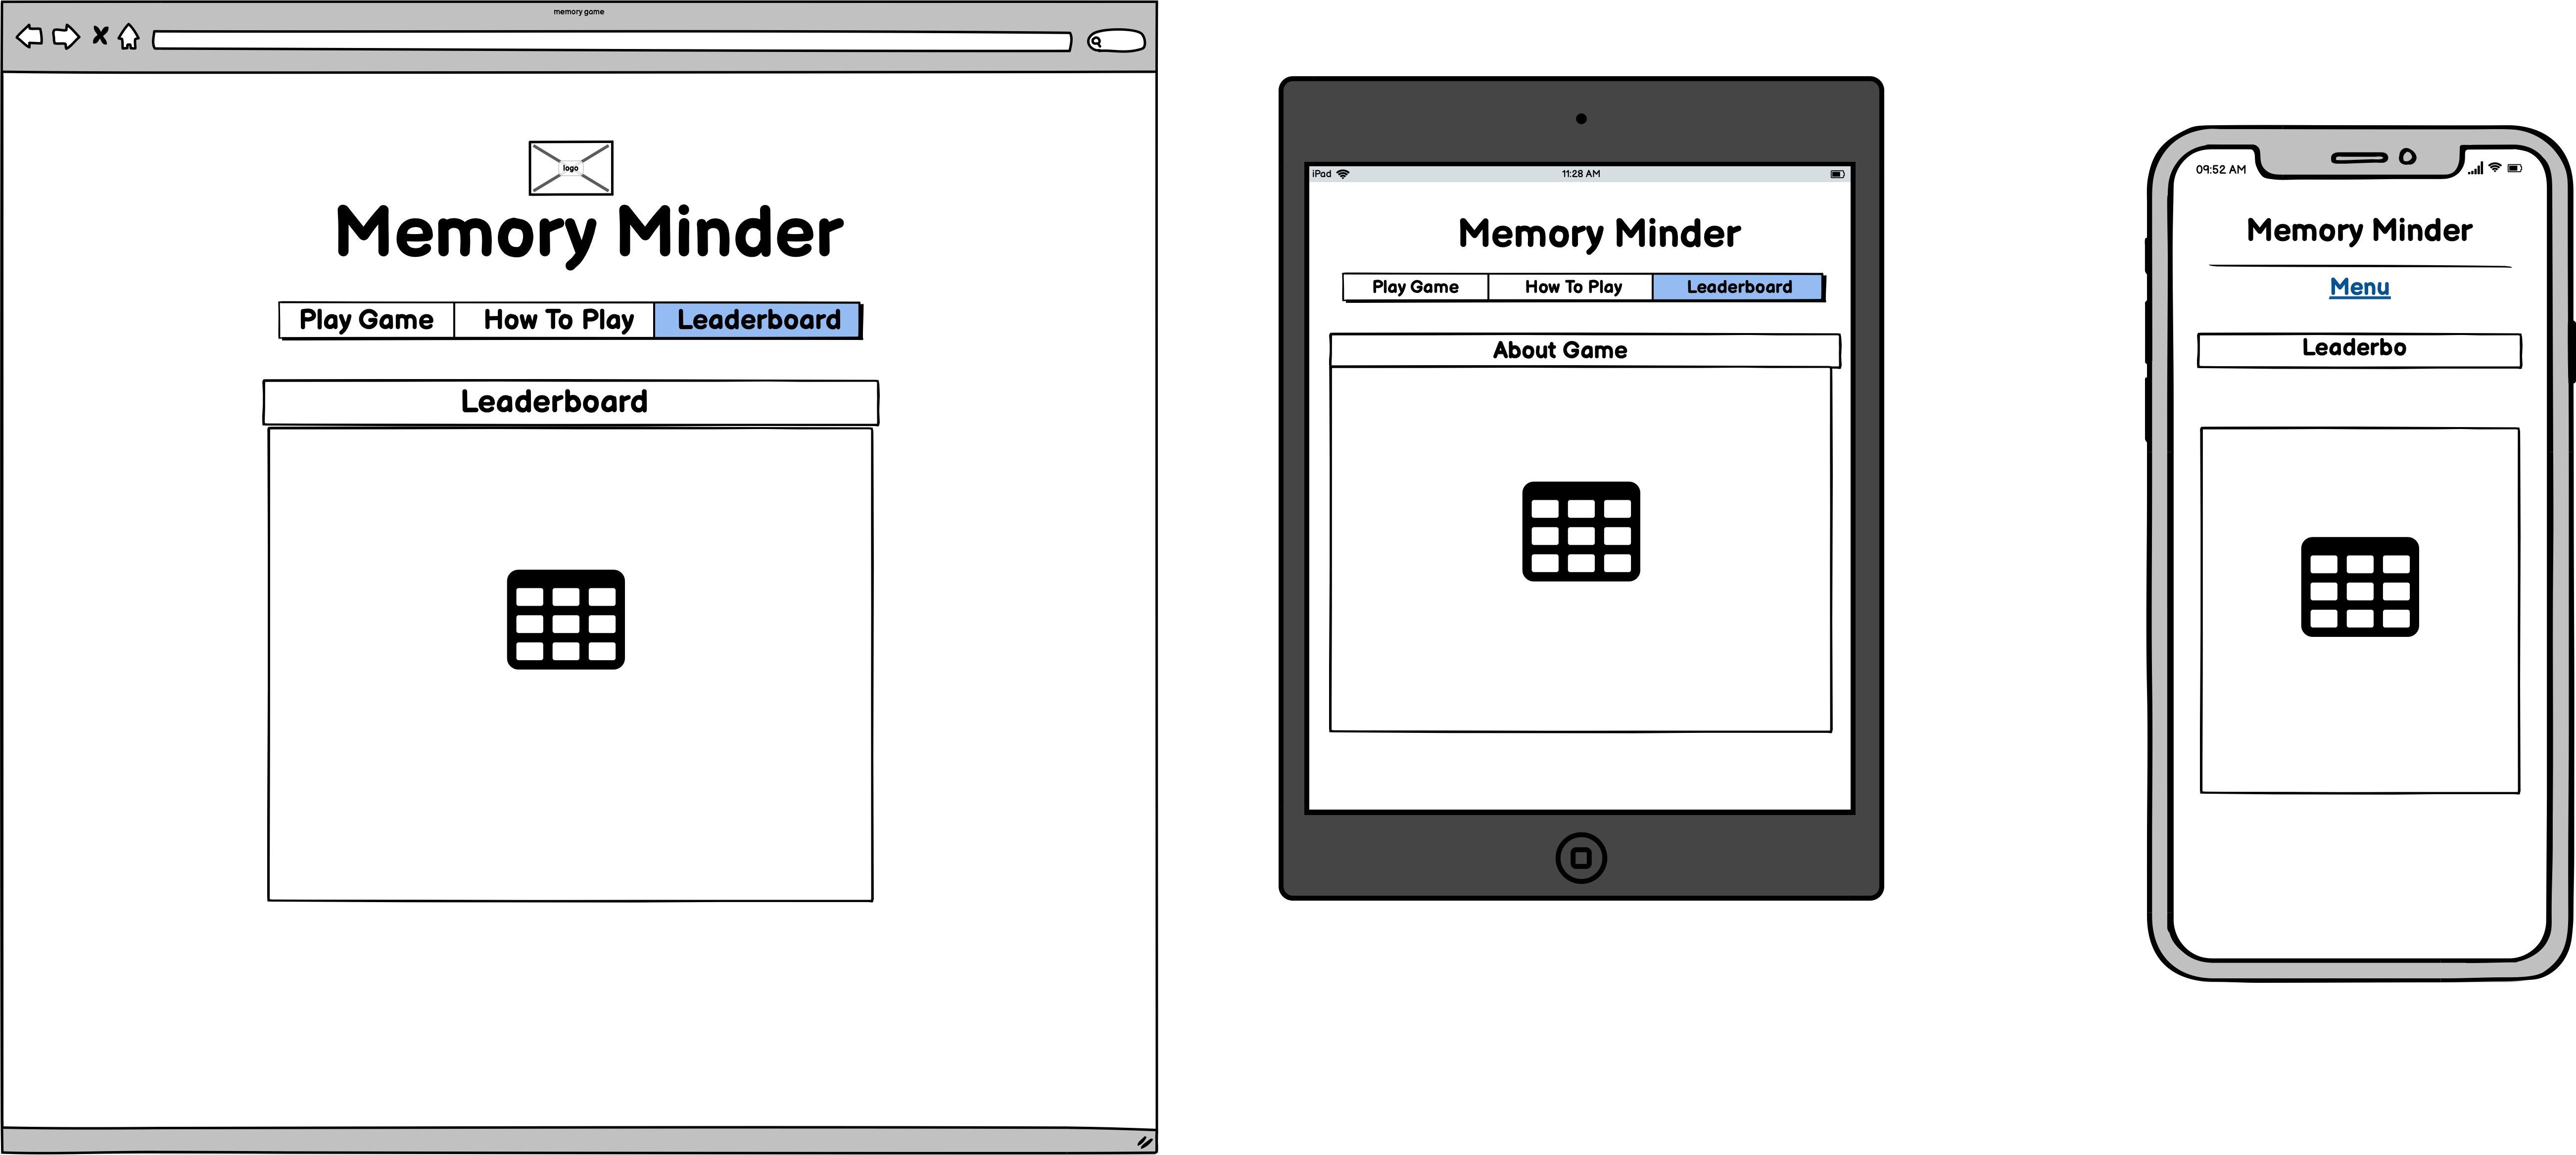 memory game
logo
Memory Minder
Play Game How To Play Leaderboard
Leaderboard
iPad 11:28 AM
Memory Minder
Play Game How To Play Leaderboard
About Game
09:52 AM
Memory Minder
Menu
Leaderbo